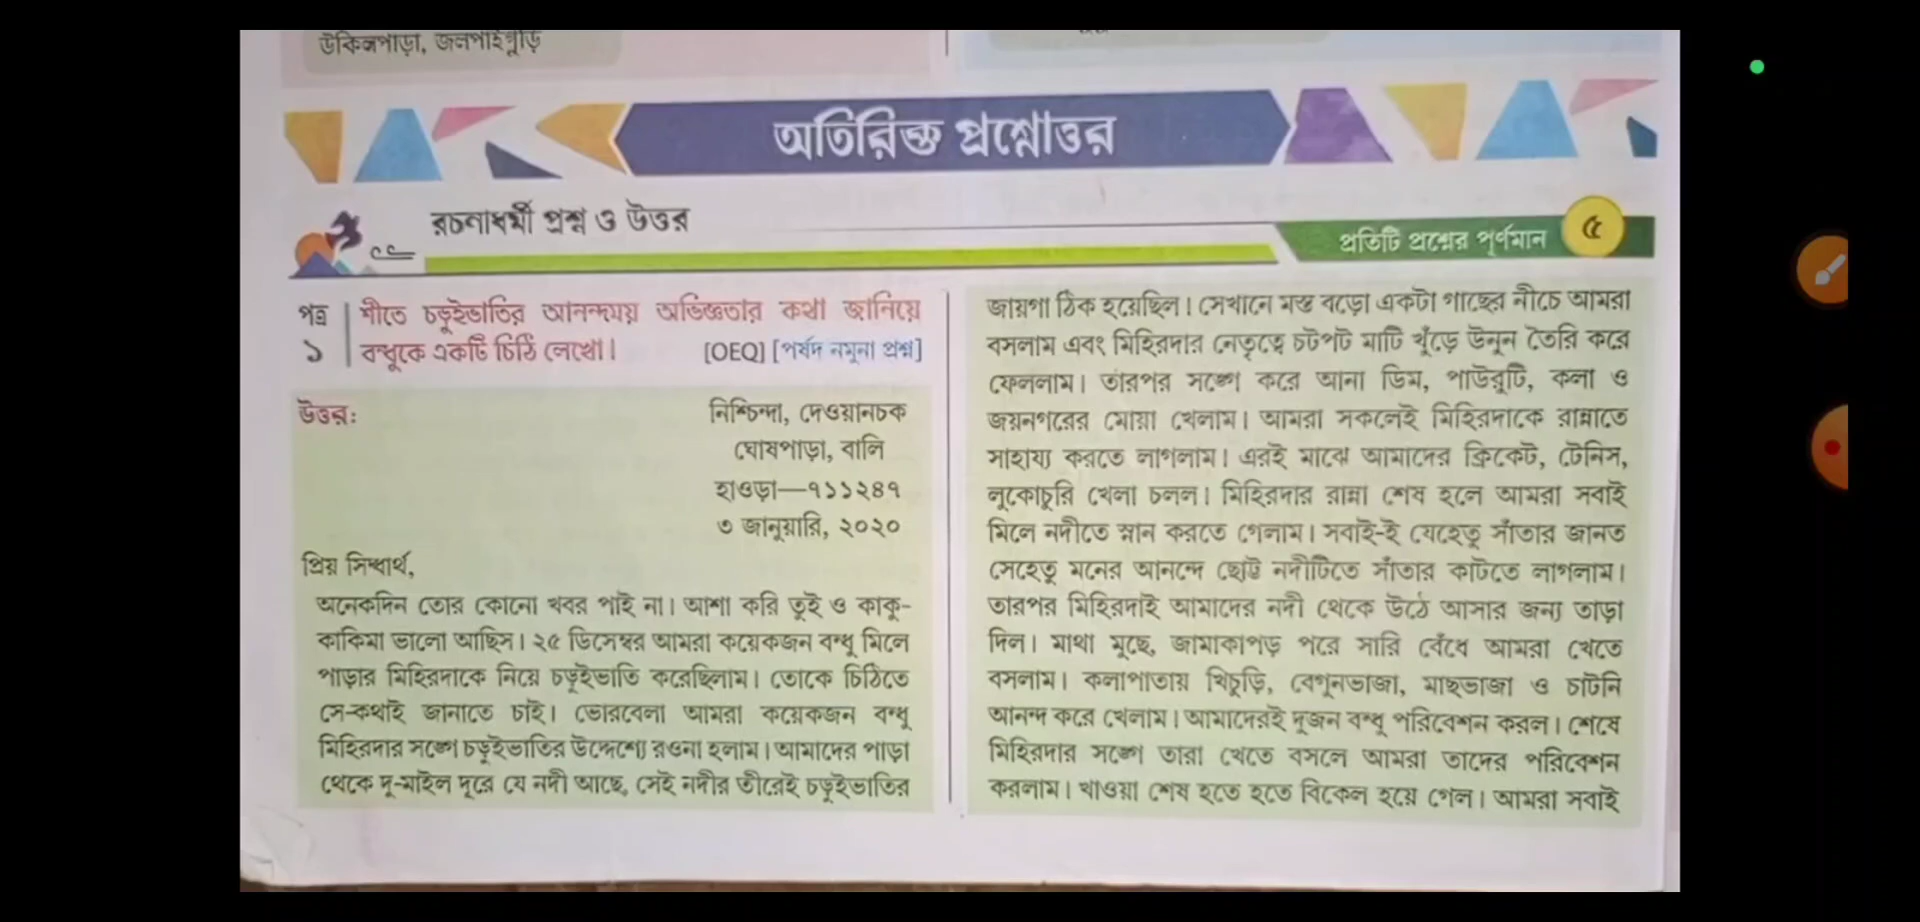 উকিলপাড়া, জলপাইগুড়ি
অতিরিক্ত প্রশ্নোত্তর
রচনাধর্মী প্রশ্ন ও উত্তর
প্রতিটি প্রশ্নের পূর্ণমান ৫
পত্র ১
শীতে চড়ুইভাতির আনন্দময় অভিজ্ঞতার কথা জানিয়ে
বন্ধুকে একটি চিঠি লেখো। [OEQ] [পর্ষদ নমুনা প্রশ্ন]
উত্তর:
নিশ্চিন্দা, দেওয়ানচক
ঘোষপাড়া, বালি
হাওড়া—৭১১২৪৭
৩ জানুয়ারি, ২০২০
প্রিয় সিদ্ধার্থ,
অনেকদিন তোর কোনো খবর পাই না। আশা করি তুই ও কাকু-
কাকিমা ভালো আছিস। ২৫ ডিসেম্বর আমরা কয়েকজন বন্ধু মিলে
পাড়ার মিহিরদাকে নিয়ে চড়ুইভাতি করেছিলাম। তোকে চিঠিতে
সে-কথাই জানাতে চাই। ভোরবেলা আমরা কয়েকজন বন্ধু
মিহিরদার সঙ্গে চড়ুইভাতির উদ্দেশ্যে রওনা হলাম। আমাদের পাড়া
থেকে দু-মাইল দূরে যে নদী আছে, সেই নদীর তীরেই চড়ুইভাতির
জায়গা ঠিক হয়েছিল। সেখানে মস্ত বড়ো একটা গাছের নীচে আমরা
বসলাম এবং মিহিরদার নেতৃত্বে চটপট মাটি খুঁড়ে উনুন তৈরি করে
ফেললাম। তারপর সঙ্গে করে আনা ডিম, পাউরুটি, কলা ও
জয়নগরের মোয়া খেলাম। আমরা সকলেই মিহিরদাকে রান্নাতে
সাহায্য করতে লাগলাম। এরই মাঝে আমাদের ক্রিকেট, টেনিস,
লুকোচুরি খেলা চলল। মিহিরদার রান্না শেষ হলে আমরা সবাই
মিলে নদীতে স্নান করতে গেলাম। সবাই-ই যেহেতু সাঁতার জানত
সেহেতু মনের আনন্দে ছোট্ট নদীটিতে সাঁতার কাটতে লাগলাম।
তারপর মিহিরদাই আমাদের নদী থেকে উঠে আসার জন্য তাড়া
দিল। মাথা মুছে, জামাকাপড় পরে সারি বেঁধে আমরা খেতে
বসলাম। কলাপাতায় খিচুড়ি, বেগুনভাজা, মাছভাজা ও চাটনি
আনন্দ করে খেলাম। আমাদেরই দুজন বন্ধু পরিবেশন করল। শেষে
মিহিরদার সঙ্গে তারা খেতে বসলে আমরা তাদের পরিবেশন
করলাম। খাওয়া শেষ হতে হতে বিকেল হয়ে গেল। আমরা সবাই